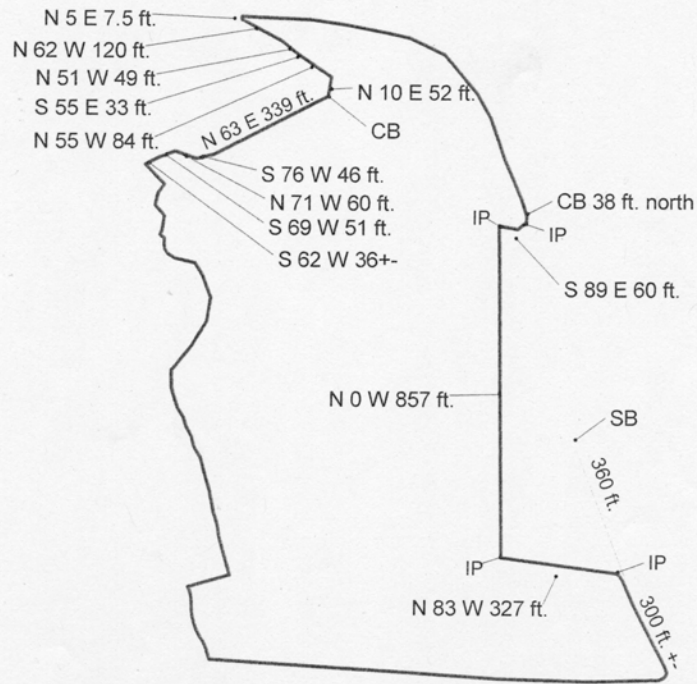 N 5 E 7.5 ft.
N 62 W 120 ft.
N 51 W 49 ft.
S 55 E 33 ft.
N 55 W 84 ft.
N 10 E 52 ft.
N 63 E 339 ft.
CB
S 76 W 46 ft.
N 71 W 60 ft.
S 69 W 51 ft.
S 62 W 36+-
CB 38 ft. north
IP
IP
S 89 E 60 ft.
N 0 W 857 ft.
SB
360 ft.
IP
IP
N 83 W 327 ft.
300 ft. +-